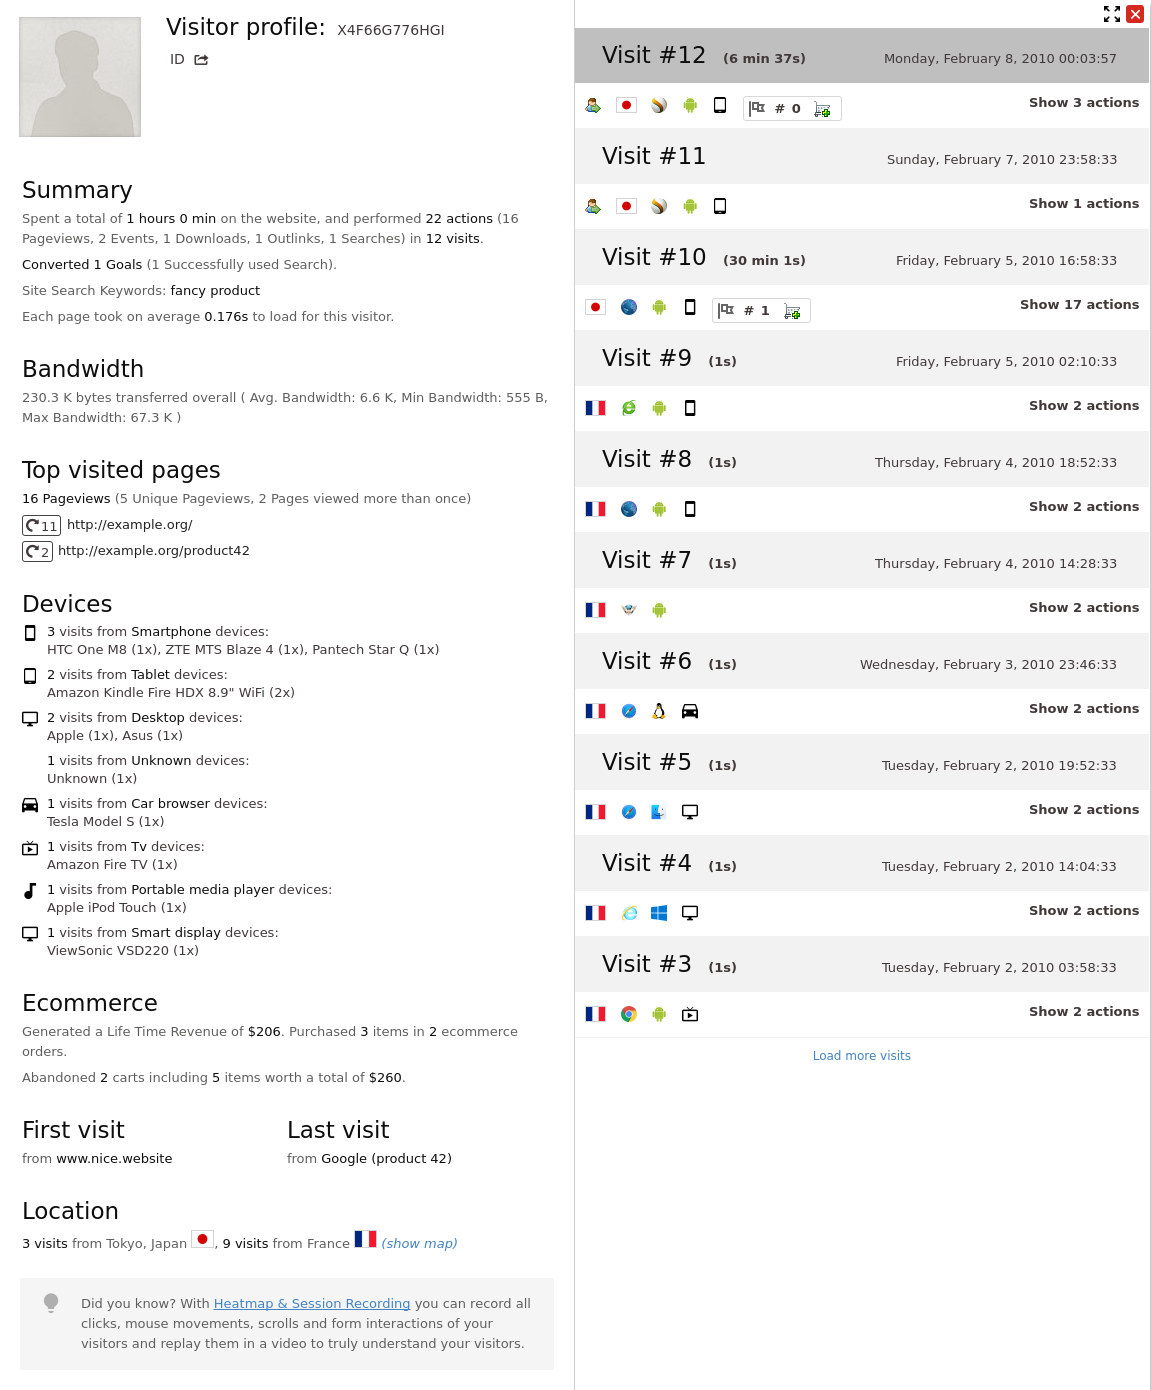 Visitor profile: X4F66G776HGI
ID
Summary
Spent a total of 1 hours 0 min on the website, and performed 22 actions (16
Pageviews, 2 Events, 1 Downloads, 1 Outlinks, 1 Searches) in 12 visits.
Converted 1 Goals (1 Successfully used Search).
Site Search Keywords: fancy product
Each page took on average 0.176s to load for this visitor.
Bandwidth
230.3 K bytes transferred overall ( Avg. Bandwidth: 6.6 K, Min Bandwidth: 555 B,
Max Bandwidth: 67.3 K )
Top visited pages
16 Pageviews (5 Unique Pageviews, 2 Pages viewed more than once)
11 http://example.org/
2 http://example.org/product42
Devices
3 visits from Smartphone devices:
HTC One M8 (1x), ZTE MTS Blaze 4 (1x), Pantech Star Q (1x)
2 visits from Tablet devices:
Amazon Kindle Fire HDX 8.9" WiFi (2x)
2 visits from Desktop devices:
Apple (1x), Asus (1x)
1 visits from Unknown devices:
Unknown (1x)
1 visits from Car browser devices:
Tesla Model S (1x)
1 visits from Tv devices:
Amazon Fire TV (1x)
1 visits from Portable media player devices:
Apple iPod Touch (1x)
1 visits from Smart display devices:
ViewSonic VSD220 (1x)
Ecommerce
Generated a Life Time Revenue of $206. Purchased 3 items in 2 ecommerce
orders.
Abandoned 2 carts including 5 items worth a total of $260.
First visit
from www.nice.website
Last visit
from Google (product 42)
Location
3 visits from Tokyo, Japan , 9 visits from France (show map)
Did you know? With Heatmap & Session Recording you can record all
clicks, mouse movements, scrolls and form interactions of your
visitors and replay them in a video to truly understand your visitors.
Visit #12 (6 min 37s) Monday, February 8, 2010 00:03:57
# 0 Show 3 actions
Visit #11 Sunday, February 7, 2010 23:58:33
Show 1 actions
Visit #10 (30 min 1s) Friday, February 5, 2010 16:58:33
# 1 Show 17 actions
Visit #9 (1s) Friday, February 5, 2010 02:10:33
Show 2 actions
Visit #8 (1s) Thursday, February 4, 2010 18:52:33
Show 2 actions
Visit #7 (1s) Thursday, February 4, 2010 14:28:33
Show 2 actions
Visit #6 (1s) Wednesday, February 3, 2010 23:46:33
Show 2 actions
Visit #5 (1s) Tuesday, February 2, 2010 19:52:33
Show 2 actions
Visit #4 (1s) Tuesday, February 2, 2010 14:04:33
Show 2 actions
Visit #3 (1s) Tuesday, February 2, 2010 03:58:33
Show 2 actions
Load more visits